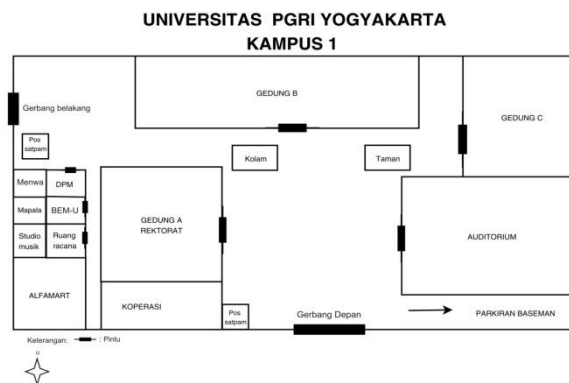 UNIVERSITAS PGRI YOGYAKARTA
KAMPUS 1
GEDUNG B
Gerbang belakang
GEDUNG C
Pos
satpam
Kolam
Taman
Menwa
DPM
Mapala
BEM-U
Studio
musik
Ruang
racana
GEDUNG A
REKTORAT
AUDITORIUM
ALFAMART
KOPERASI
Pos
satpam
Gerbang Depan
PARKIRAN BASEMAN
Keterangan: : Pintu
U